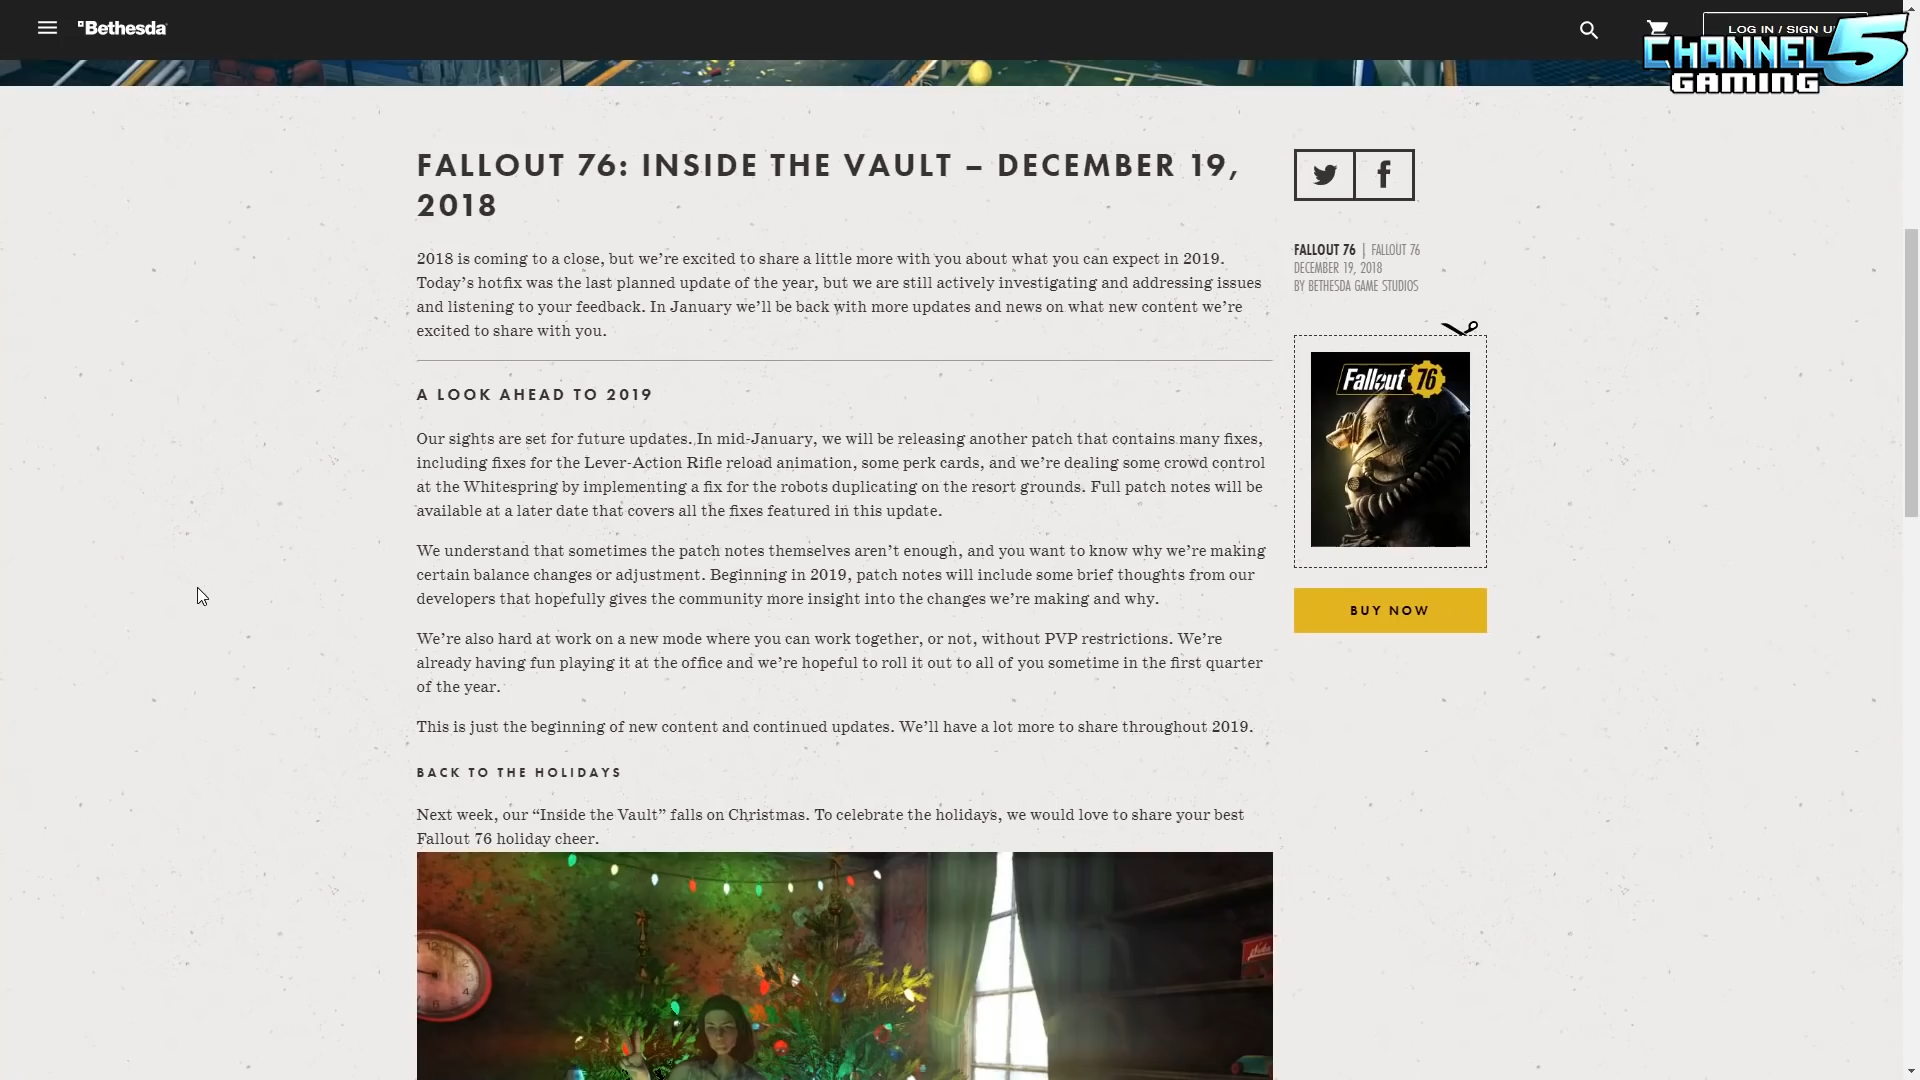 Bethesda
LOG IN / SIGN U
CHANNEL 5
GAMING
FALLOUT 76: INSIDE THE VAULT – DECEMBER 19,
2018
2018 is coming to a close, but we’re excited to share a little more with you about what you can expect in 2019.
Today’s hotfix was the last planned update of the year, but we are still actively investigating and addressing issues
and listening to your feedback. In January we’ll be back with more updates and news on what new content we’re
excited to share with you.
A LOOK AHEAD TO 2019
Our sights are set for future updates. In mid-January, we will be releasing another patch that contains many fixes,
including fixes for the Lever-Action Rifle reload animation, some perk cards, and we’re dealing some crowd control
at the Whitespring by implementing a fix for the robots duplicating on the resort grounds. Full patch notes will be
available at a later date that covers all the fixes featured in this update.
We understand that sometimes the patch notes themselves aren’t enough, and you want to know why we’re making
certain balance changes or adjustment. Beginning in 2019, patch notes will include some brief thoughts from our
developers that hopefully gives the community more insight into the changes we’re making and why.
We’re also hard at work on a new mode where you can work together, or not, without PVP restrictions. We’re
already having fun playing it at the office and we’re hopeful to roll it out to all of you sometime in the first quarter
of the year.
This is just the beginning of new content and continued updates. We’ll have a lot more to share throughout 2019.
BACK TO THE HOLIDAYS
Next week, our “Inside the Vault” falls on Christmas. To celebrate the holidays, we would love to share your best
Fallout 76 holiday cheer.
FALLOUT 76 | FALLOUT 76
DECEMBER 19, 2018
BY BETHESDA GAME STUDIOS
Fallout 76
BUY NOW